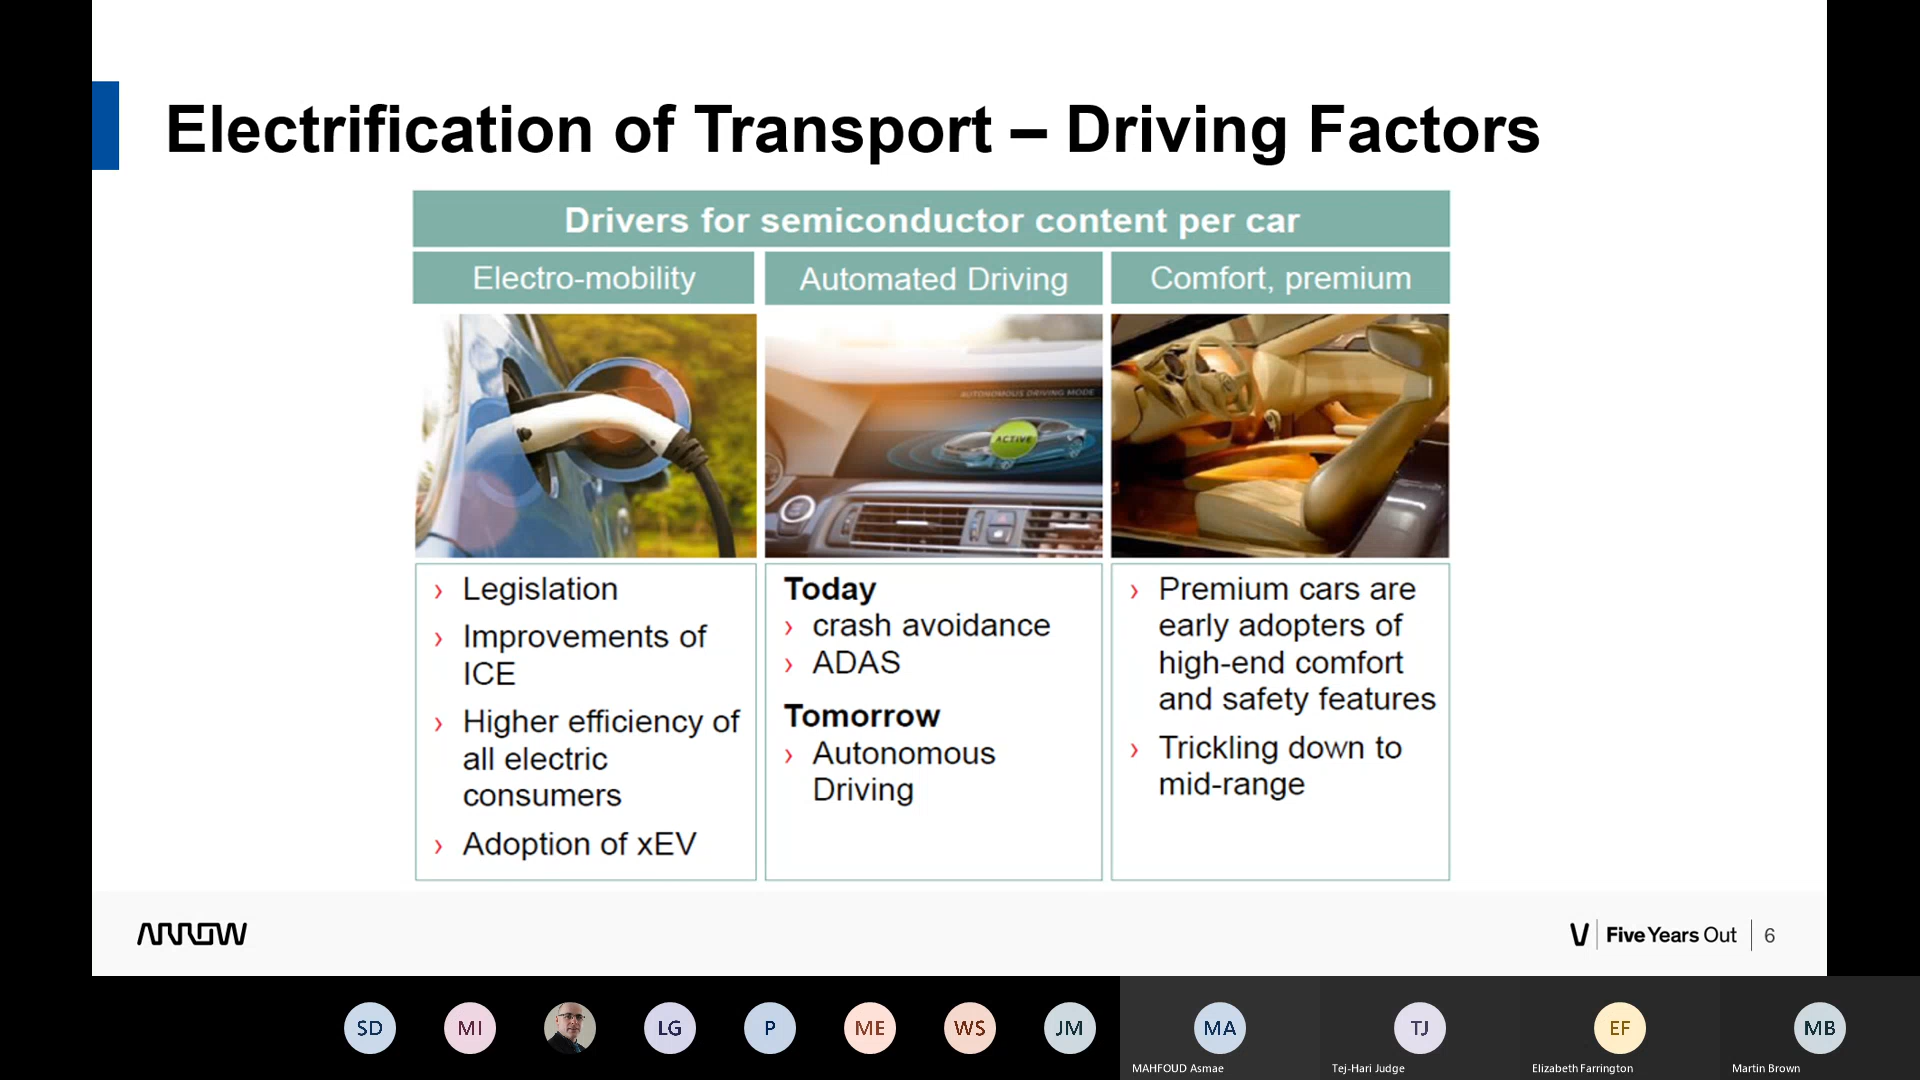 Electrification of Transport – Driving Factors
Drivers for semiconductor content per car
Electro-mobility
Automated Driving
Comfort, premium
AUTONOMOUS DRIVING MODE
ACTIVE
› Legislation
› Improvements of
ICE
› Higher efficiency of
all electric
consumers
› Adoption of xEV
Today
› crash avoidance
› ADAS
Tomorrow
› Autonomous
Driving
› Premium cars are
early adopters of
high-end comfort
and safety features
› Trickling down to
mid-range
ARROW
Five Years Out
6
SD
MI
LG
P
ME
WS
JM
MA
TJ
EF
MB
MAHFOUD Asmae
Tej-Hari Judge
Elizabeth Farrington
Martin Brown